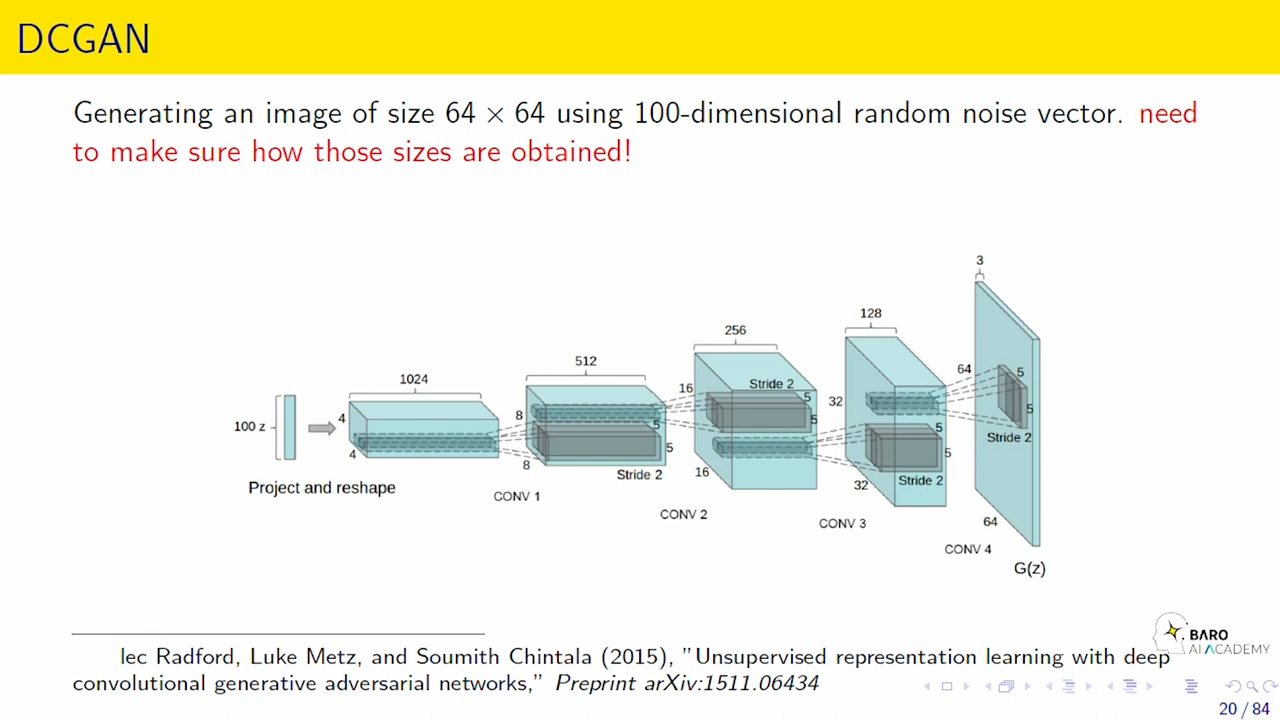 DCGAN
Generating an image of size 64 × 64 using 100-dimensional random noise vector. need
to make sure how those sizes are obtained!
3
128
256
512
1024
64
5
Stride 2
16
5
32
4
8
5
5
5
100 z
5
5
5
Stride 2
4
8
Stride 2
16
32
Stride 2
Project and reshape
CONV 1
CONV 2
CONV 3
64
CONV 4
G(z)
lec Radford, Luke Metz, and Soumith Chintala (2015), "Unsupervised representation learning with deep
convolutional generative adversarial networks," Preprint arXiv:1511.06434
BARO
AI ACADEMY
20 / 84